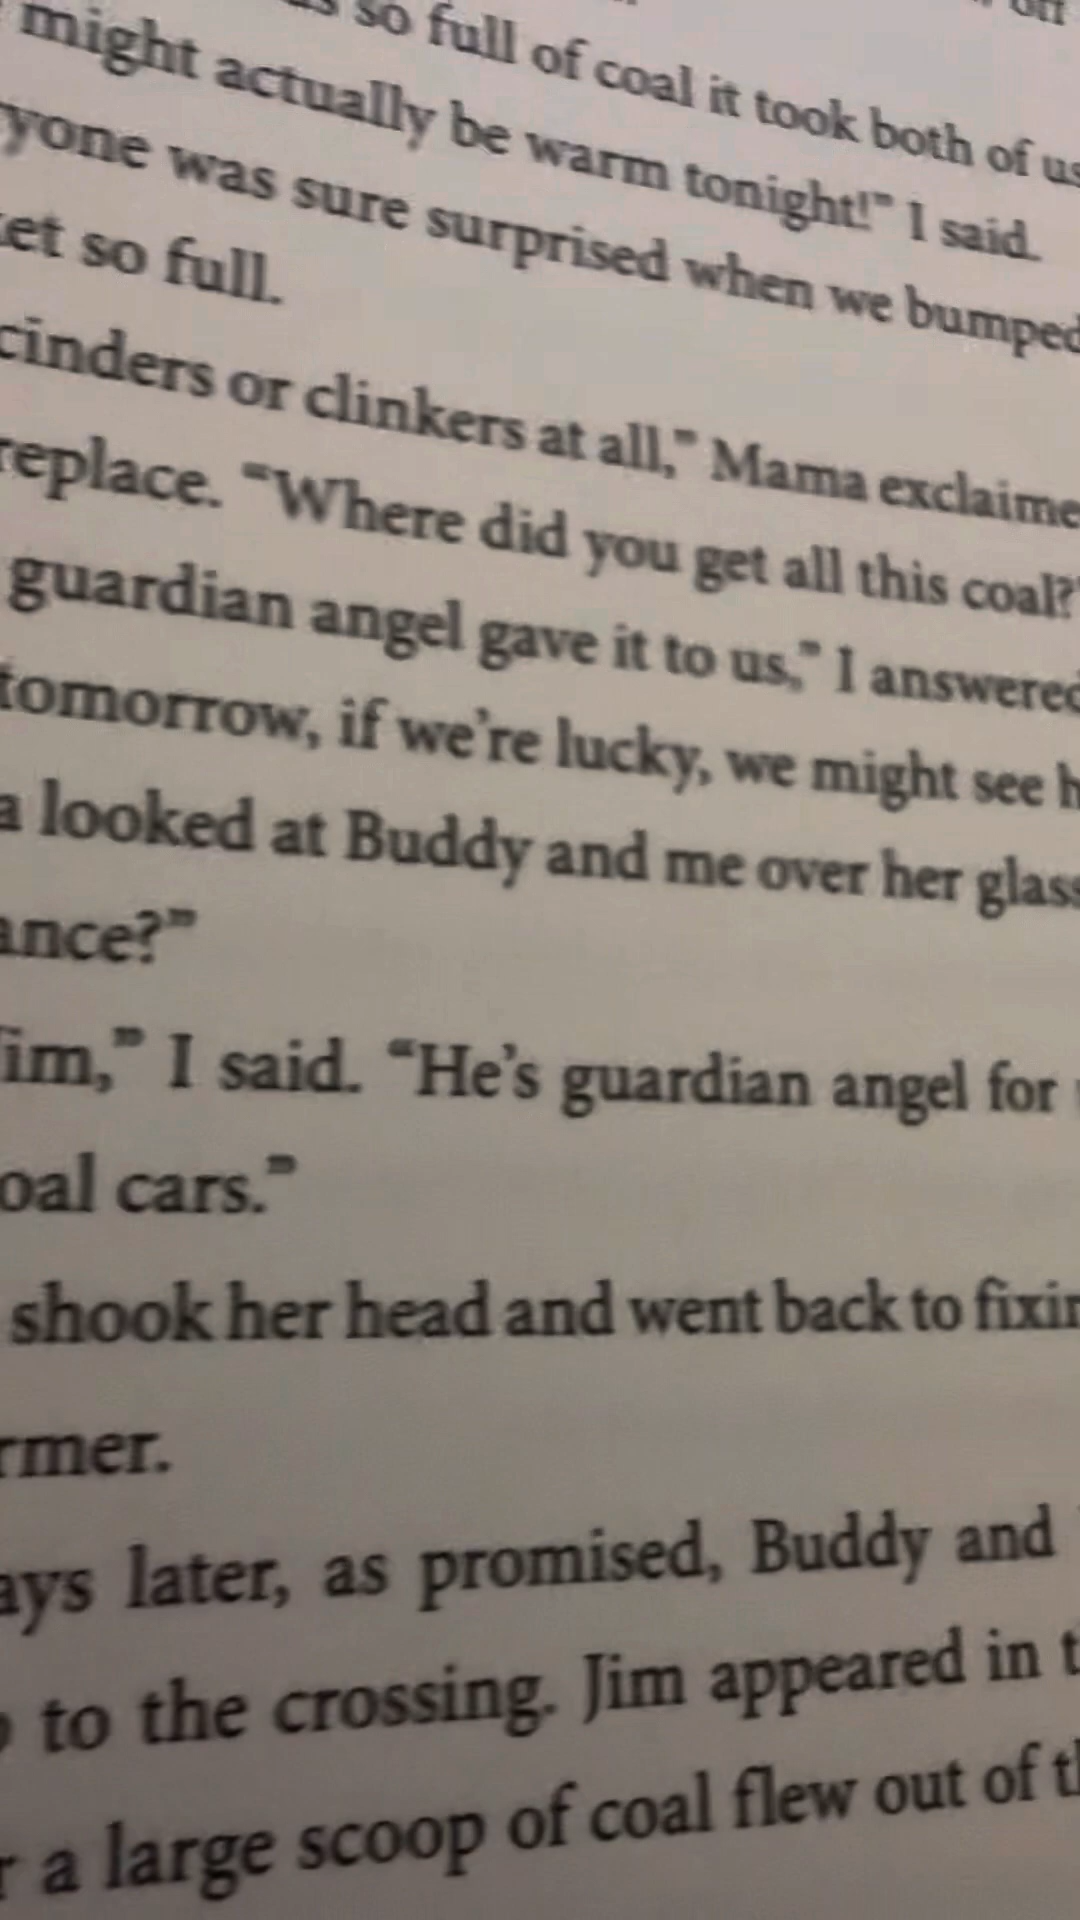 so full of coal it took both of us
might actually be warm tonight!" I said.
yone was sure surprised when we bumped
et so full.
cinders or clinkers at all," Mama exclaime
replace. "Where did you get all this coal?"
guardian angel gave it to us," I answered
tomorrow, if we're lucky, we might see h
a looked at Buddy and me over her glass
ance?"
im," I said. "He's guardian angel for
oal cars."
shook her head and went back to fixin
rmer.
ays later, as promised, Buddy and
to the crossing. Jim appeared in t
r a large scoop of coal flew out of th